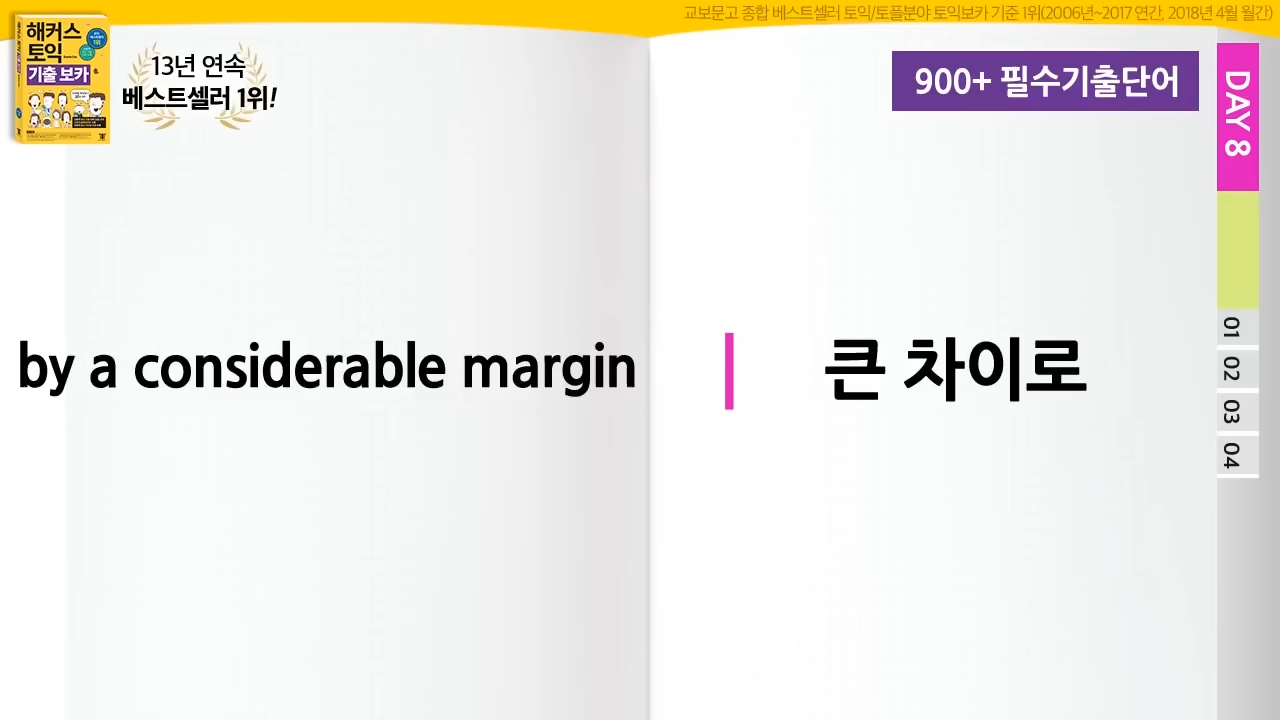 교보문고 종합 베스트셀러 토익/토플분야 토익보카 기준 1위(2006년~2017 연간, 2018년 4월 월간)
해커스
토익
기출 보카
13년 연속
베스트셀러 1위!
900+ 필수기출단어
DAY 8
by a considerable margin
큰 차이로
01
02
03
04